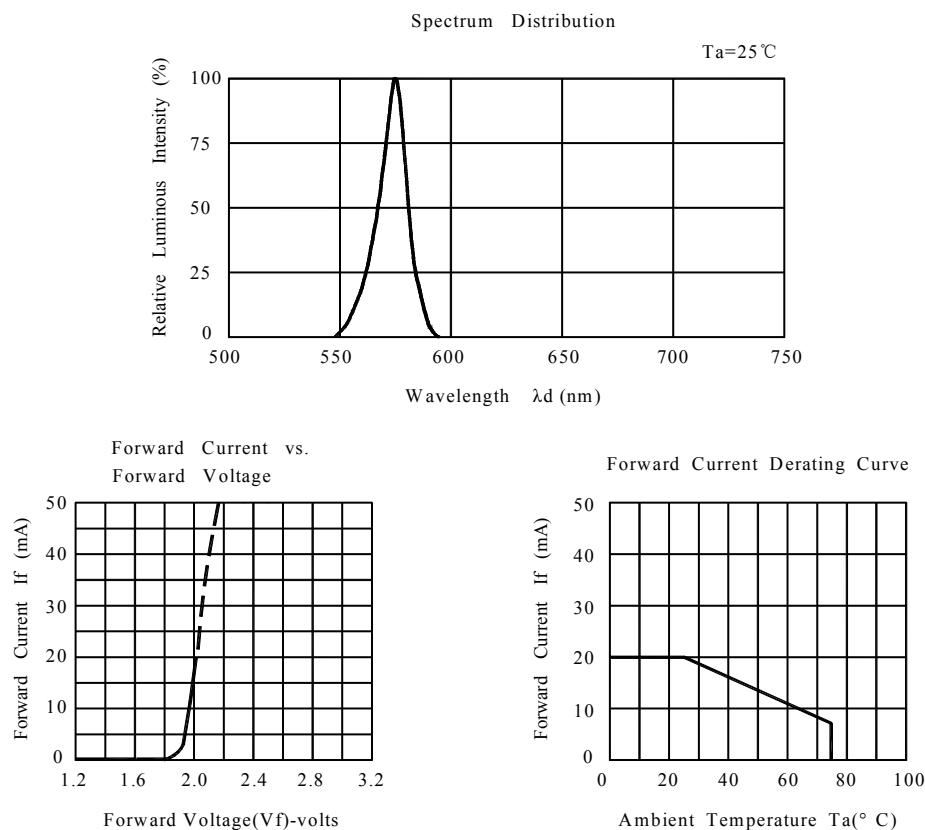 Spectrum Distribution
Ta=25℃
Relative Luminous Intensity (%)
100
75
50
25
0
500 550 600 650 700 750
Wavelength λd (nm)
Forward Current vs.
Forward Voltage
Forward Current If (mA)
50
40
30
20
10
0
1.2 1.6 2.0 2.4 2.8 3.2
Forward Voltage(Vf)-volts
Forward Current Derating Curve
Forward Current If (mA)
50
40
30
20
10
0
0 20 40 60 80 100
Ambient Temperature Ta(° C)